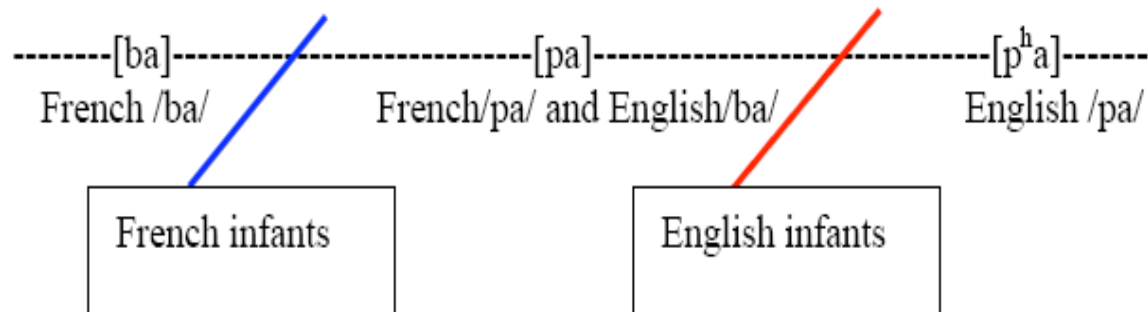 [ba] [pa] [pʰa]
French /ba/ French/pa/ and English/ba/ English /pa/
French infants English infants